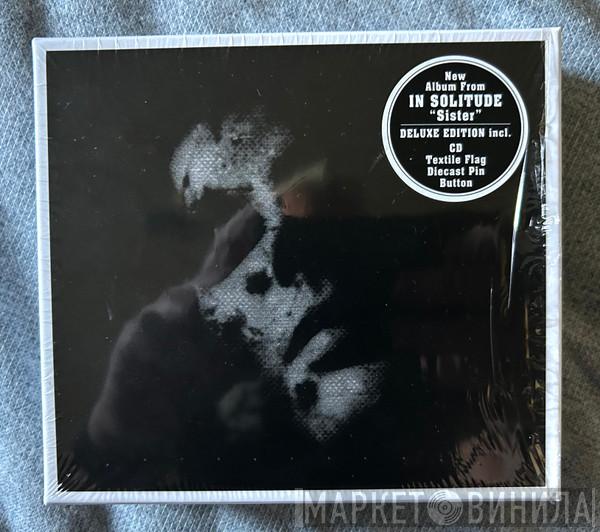 New
Album From
IN SOLITUDE
"Sister"
DELUXE EDITION incl.
CD
Textile Flag
Diecast Pin
Button
МАРКЕТ ВИНИЛА